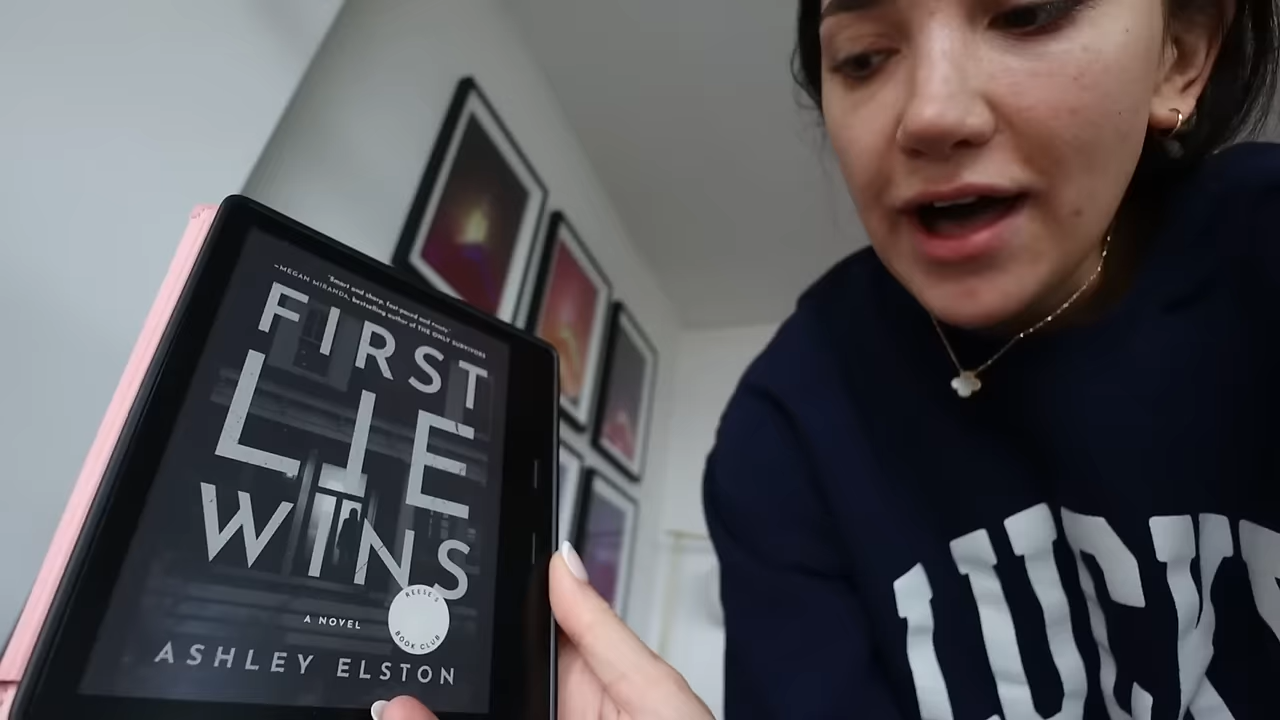 "Smart and sharp, fast-paced and twisty"
–MEGAN MIRANDA, bestselling author of THE ONLY SURVIVORS
FIRST
LIE
WINS
REESE'S
BOOK CLUB
A NOVEL
ASHLEY ELSTON
LUCK